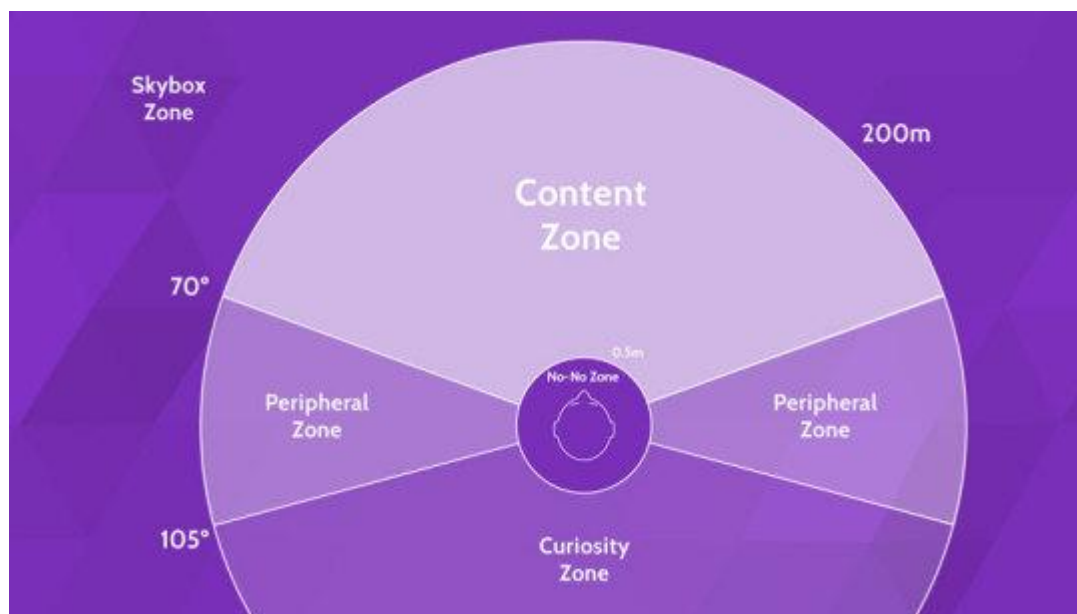 Skybox
Zone
200m
Content
Zone
70°
0.5m
No-No Zone
Peripheral
Zone
Peripheral
Zone
105°
Curiosity
Zone